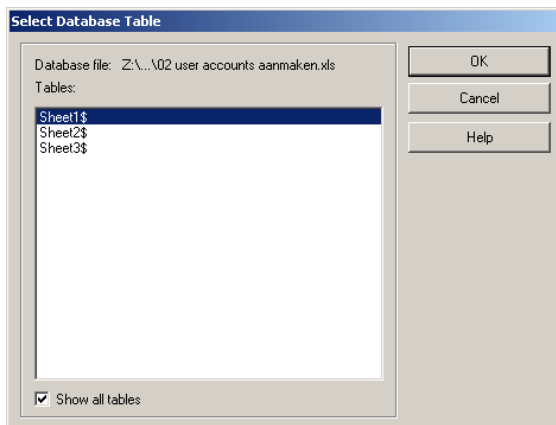 Select Database Table
Database file: Z:\...\02 user accounts aanmaken.xls
Tables:
Sheet1$
Sheet2$
Sheet3$
Show all tables
OK
Cancel
Help